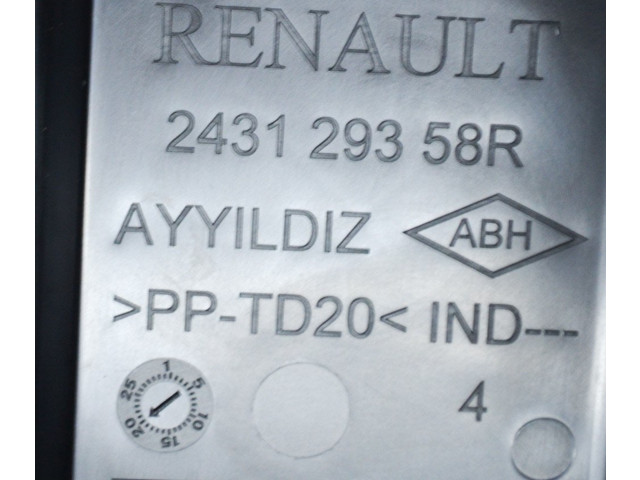 RENAULT
2431 293 58R
AYYILDIZ ABH
>PP-TD20< IND---
4
1 5 10 15 20 25